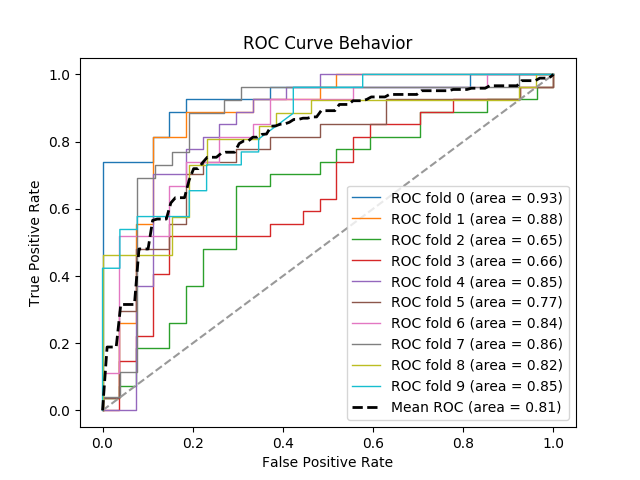 ROC Curve Behavior
1.0
0.8
0.6
0.4
0.2
0.0
True Positive Rate
ROC fold 0 (area = 0.93)
ROC fold 1 (area = 0.88)
ROC fold 2 (area = 0.65)
ROC fold 3 (area = 0.66)
ROC fold 4 (area = 0.85)
ROC fold 5 (area = 0.77)
ROC fold 6 (area = 0.84)
ROC fold 7 (area = 0.86)
ROC fold 8 (area = 0.82)
ROC fold 9 (area = 0.85)
Mean ROC (area = 0.81)
0.0 0.2 0.4 0.6 0.8 1.0
False Positive Rate